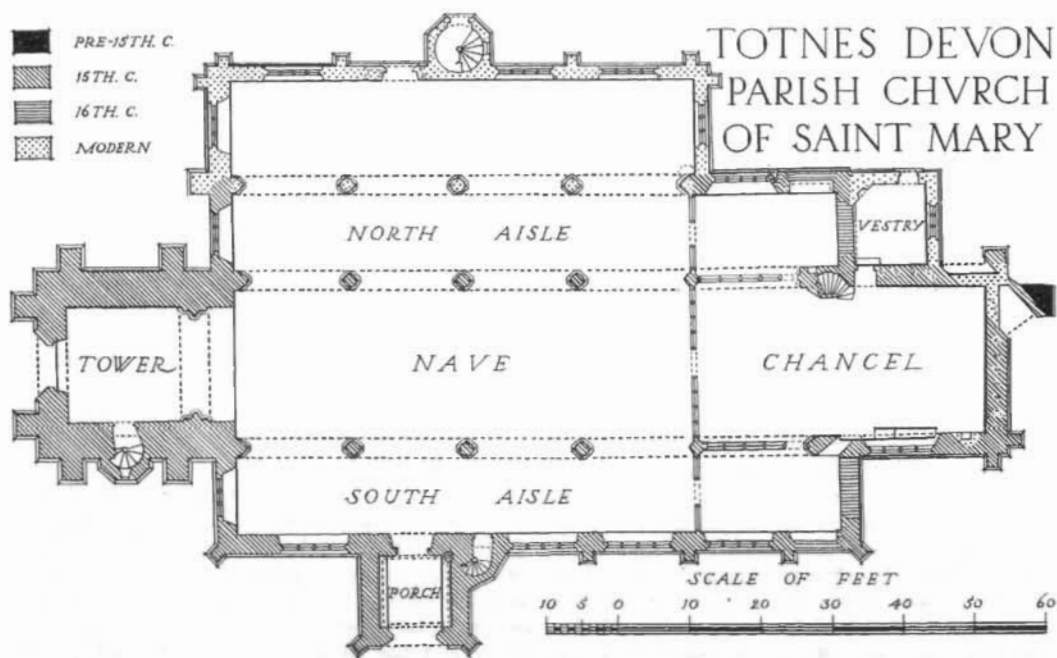 TOTNES DEVON
PARISH CHVRCH
OF SAINT MARY
PRE-15TH. C.
15TH. C.
16TH. C.
MODERN
NORTH AISLE
VESTRY
TOWER
NAVE
CHANCEL
SOUTH AISLE
PORCH
SCALE OF FEET
10 5 0 10 20 30 40 50 60